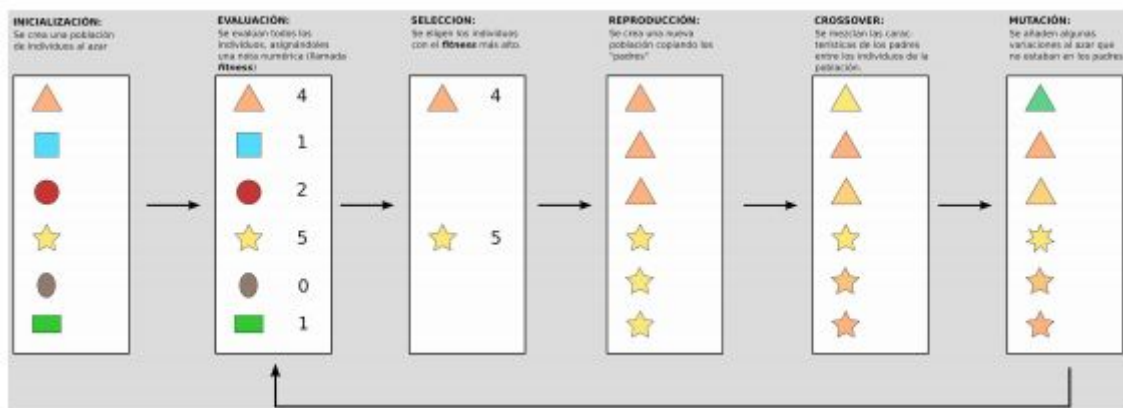 INICIALIZACIÓN:
Se crea una población
de individuos al azar
EVALUACIÓN:
Se evalúan todos los
individuos, asignándoles
una nota numérica (llamada
fitness)
SELECCION:
Se eligen los individuos
con el fitness más alto.
REPRODUCCIÓN:
Se crea una nueva
población copiando los
"padres"
CROSSOVER:
Se mezclan las carac-
terísticas de los padres
entre los individuos de la
población.
MUTACIÓN:
Se añaden algunas
variaciones al azar que
no estaban en los padres
4
1
2
5
0
1
4
5